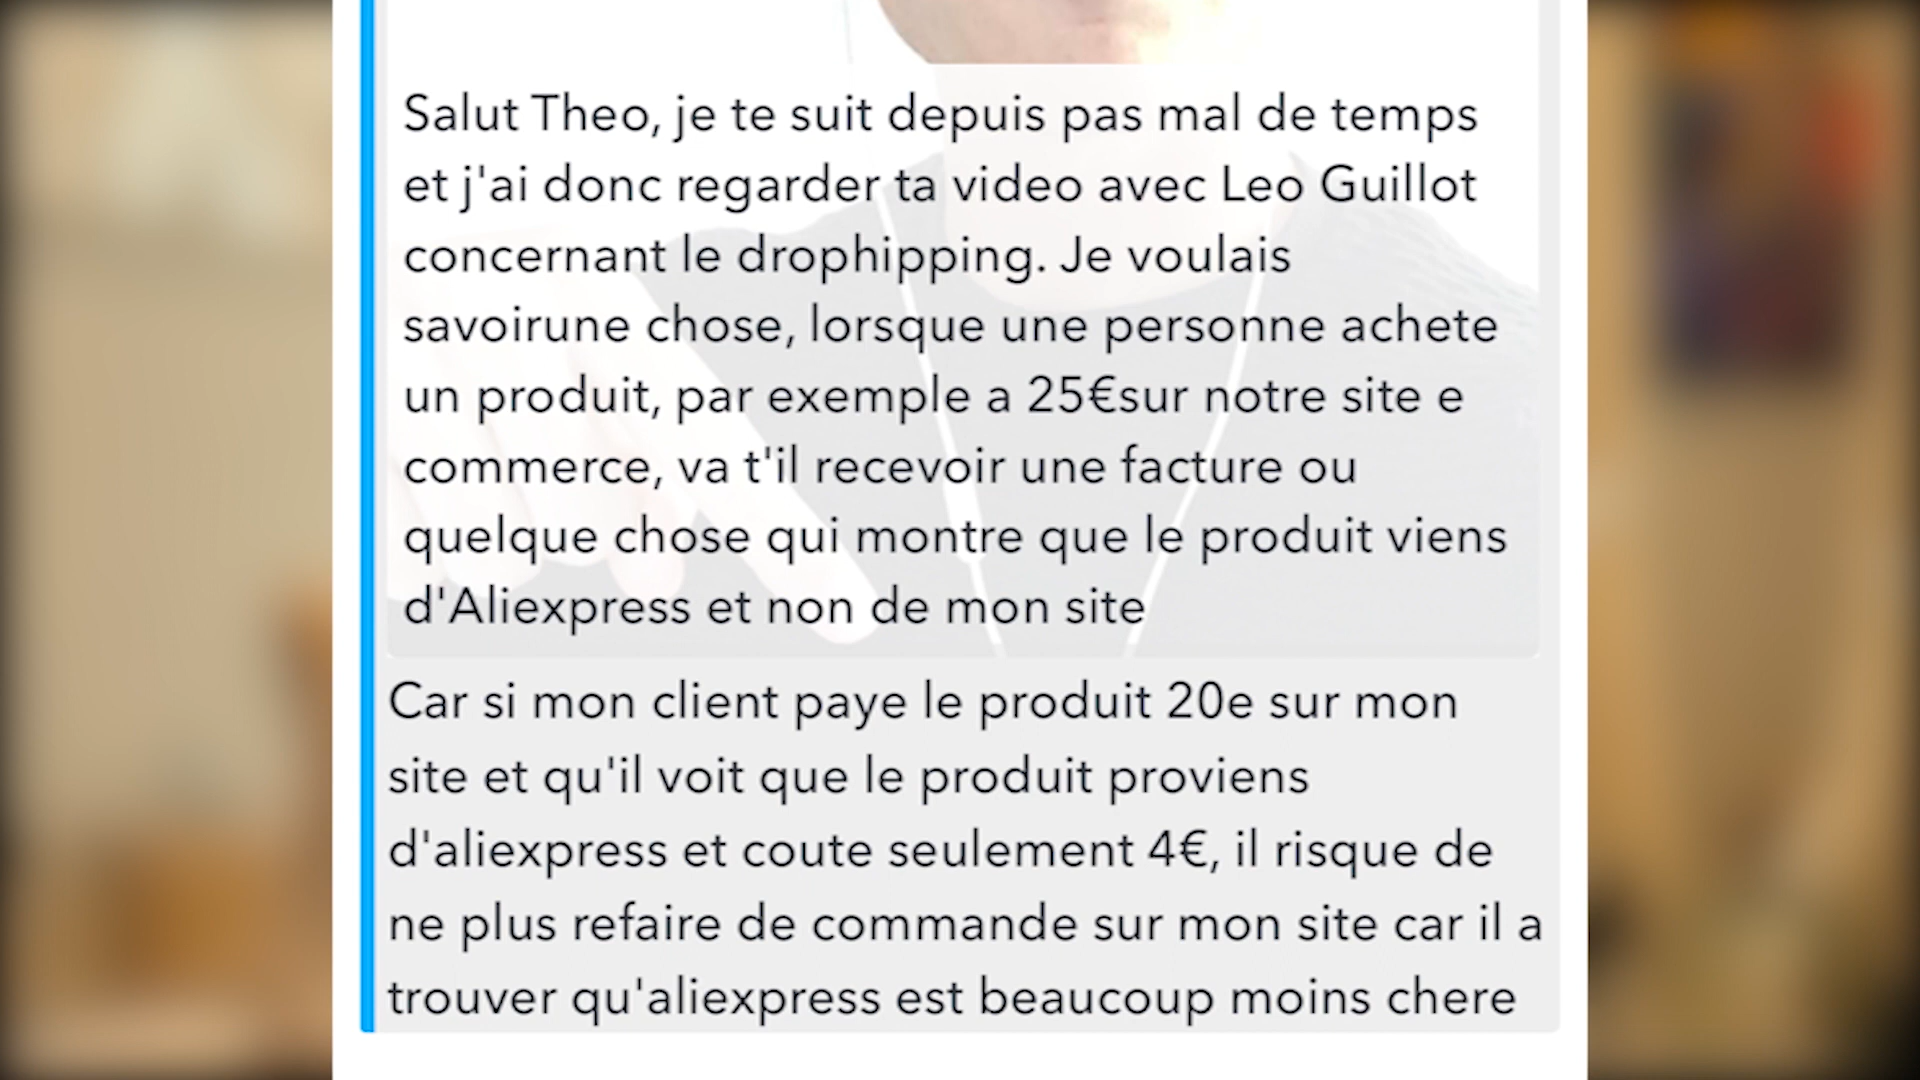 Salut Theo, je te suit depuis pas mal de temps
et j'ai donc regarder ta video avec Leo Guillot
concernant le drophipping. Je voulais
savoirune chose, lorsque une personne achete
un produit, par exemple a 25€sur notre site e
commerce, va t'il recevoir une facture ou
quelque chose qui montre que le produit viens
d'Aliexpress et non de mon site
Car si mon client paye le produit 20e sur mon
site et qu'il voit que le produit proviens
d'aliexpress et coute seulement 4€, il risque de
ne plus refaire de commande sur mon site car il a
trouver qu'aliexpress est beaucoup moins chere